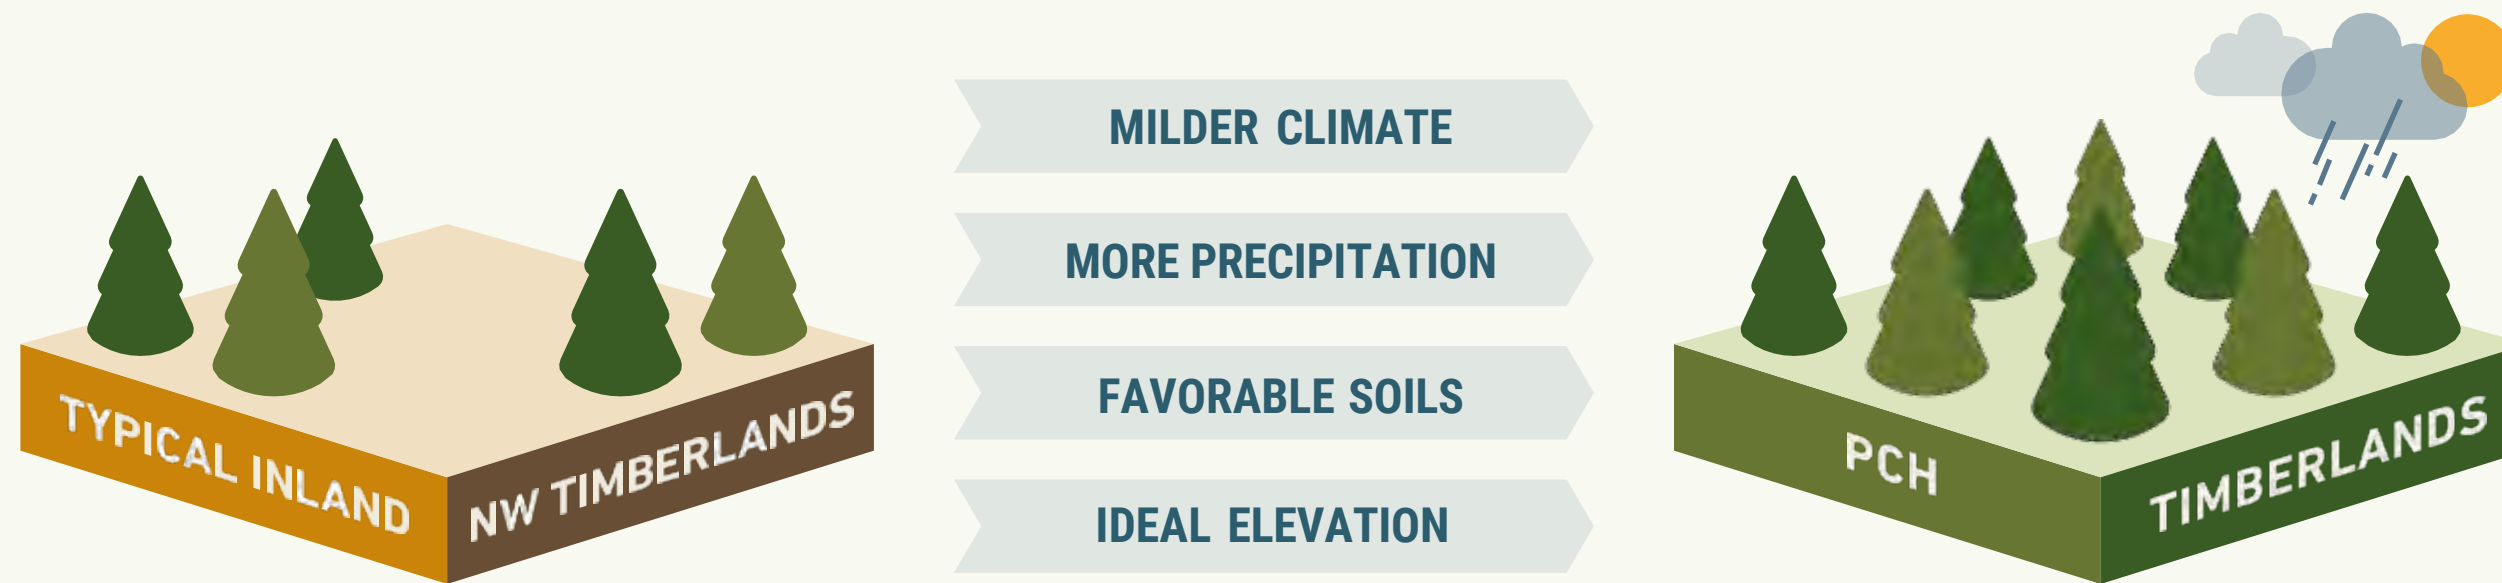 TYPICAL INLAND
NW TIMBERLANDS
MILDER CLIMATE
MORE PRECIPITATION
FAVORABLE SOILS
IDEAL ELEVATION
PCH
TIMBERLANDS